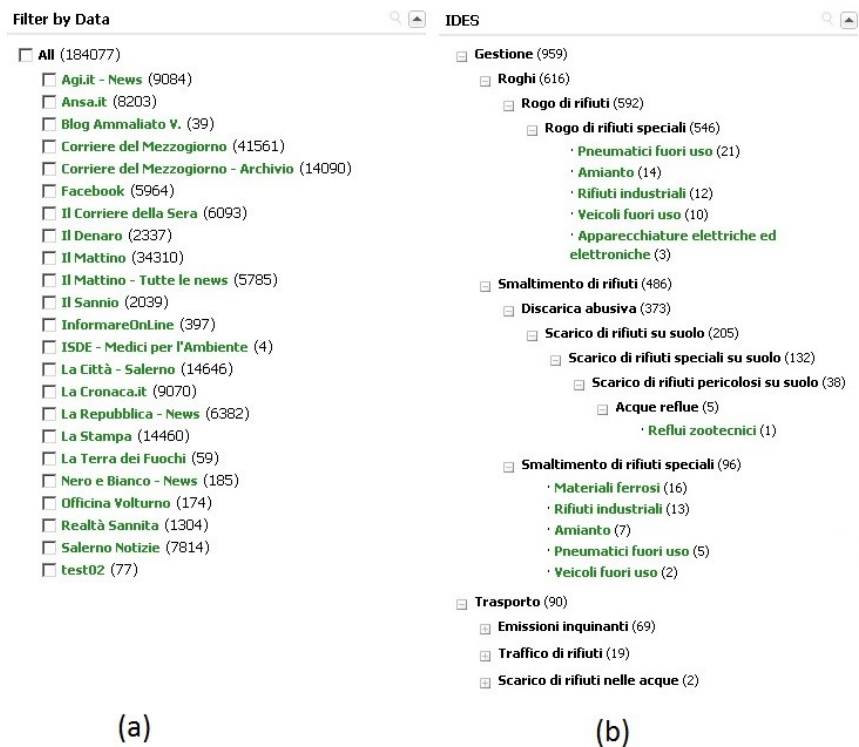 Filter by Data
All (184077)
Agi.it - News (9084)
Ansa.it (8203)
Blog Ammaliato V. (39)
Corriere del Mezzogiorno (41561)
Corriere del Mezzogiorno - Archivio (14090)
Facebook (5964)
Il Corriere della Sera (6093)
Il Denaro (2337)
Il Mattino (34310)
Il Mattino - Tutte le news (5785)
Il Sannio (2039)
InformareOnLine (397)
ISDE - Medici per l'Ambiente (4)
La Città - Salerno (14646)
La Cronaca.it (9070)
La Repubblica - News (6382)
La Stampa (14460)
La Terra dei Fuochi (59)
Nero e Bianco - News (185)
Officina Volturno (174)
Realtà Sannita (1304)
Salerno Notizie (7814)
test02 (77)
(a)
IDES
Gestione (959)
Roghi (616)
Rogo di rifiuti (592)
Rogo di rifiuti speciali (546)
· Pneumatici fuori uso (21)
· Amianto (14)
· Rifiuti industriali (12)
· Veicoli fuori uso (10)
· Apparecchiature elettriche ed
elettroniche (3)
Smaltimento di rifiuti (486)
Discarica abusiva (373)
Scarico di rifiuti su suolo (205)
Scarico di rifiuti speciali su suolo (132)
Scarico di rifiuti pericolosi su suolo (38)
Acque reflue (5)
· Reflui zootecnici (1)
Smaltimento di rifiuti speciali (96)
· Materiali ferrosi (16)
· Rifiuti industriali (13)
· Amianto (7)
· Pneumatici fuori uso (5)
· Veicoli fuori uso (2)
Trasporto (90)
Emissioni inquinanti (69)
Traffico di rifiuti (19)
Scarico di rifiuti nelle acque (2)
(b)